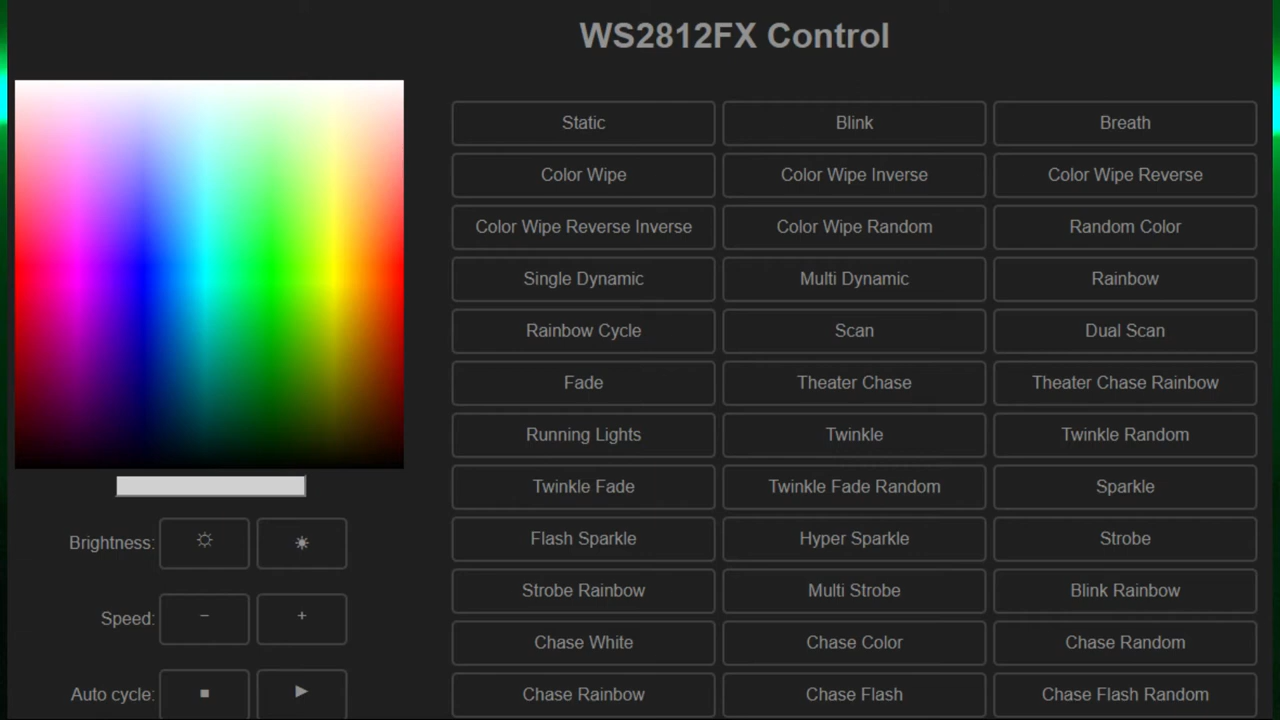 WS2812FX Control
Static
Blink
Breath
Color Wipe
Color Wipe Inverse
Color Wipe Reverse
Color Wipe Reverse Inverse
Color Wipe Random
Random Color
Single Dynamic
Multi Dynamic
Rainbow
Rainbow Cycle
Scan
Dual Scan
Fade
Theater Chase
Theater Chase Rainbow
Running Lights
Twinkle
Twinkle Random
Twinkle Fade
Twinkle Fade Random
Sparkle
Flash Sparkle
Hyper Sparkle
Strobe
Strobe Rainbow
Multi Strobe
Blink Rainbow
Chase White
Chase Color
Chase Random
Chase Rainbow
Chase Flash
Chase Flash Random
Brightness:
Speed: − +
Auto cycle: